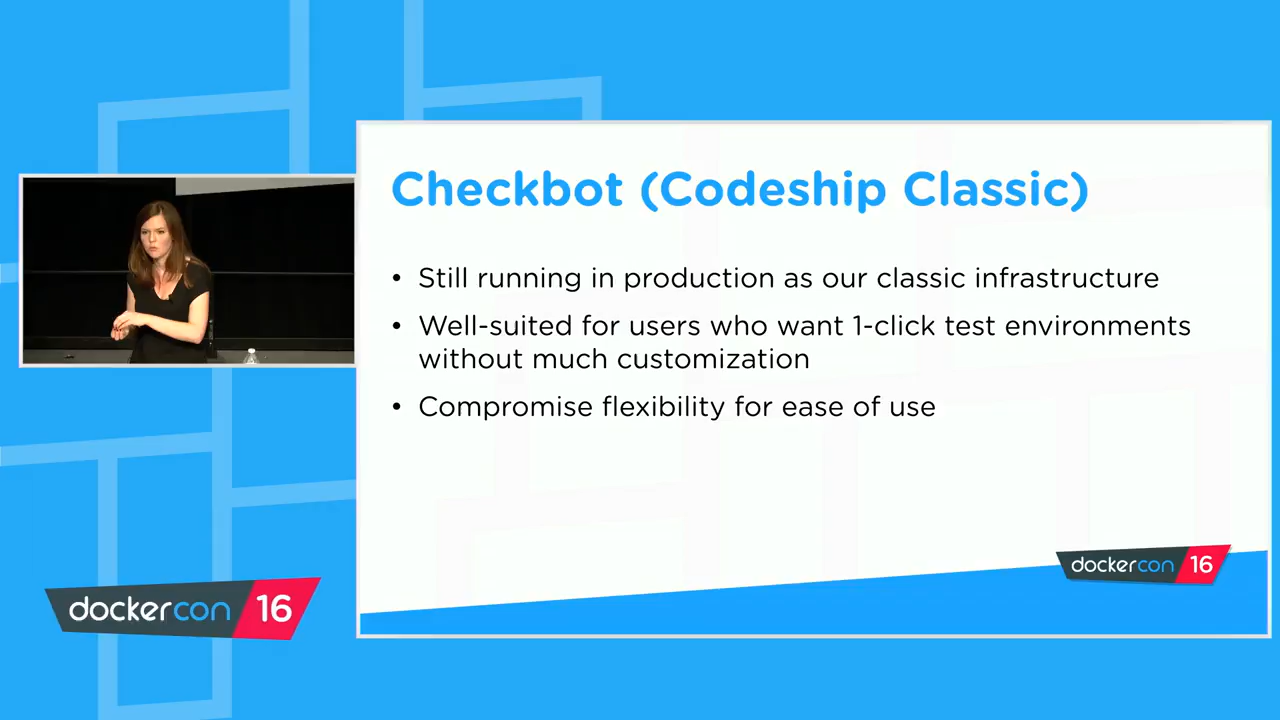 Checkbot (Codeship Classic)
• Still running in production as our classic infrastructure
• Well-suited for users who want 1-click test environments
without much customization
• Compromise flexibility for ease of use
dockercon 16
dockercon 16